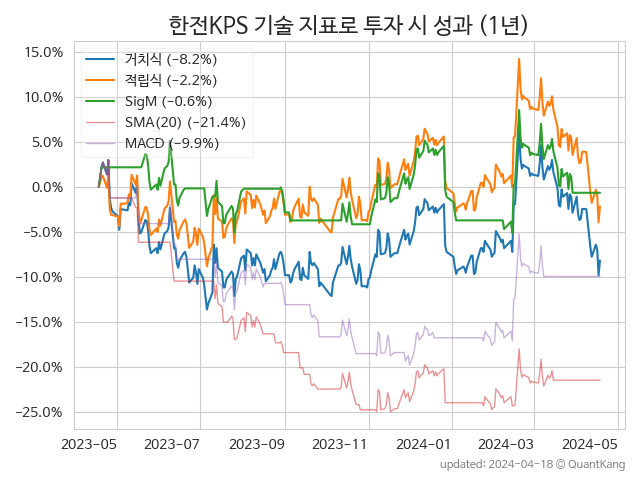 한전KPS 기술 지표로 투자 시 성과 (1년)
15.0%
10.0%
5.0%
0.0%
−5.0%
−10.0%
−15.0%
−20.0%
−25.0%
거치식 (−8.2%)
적립식 (−2.2%)
SigM (−0.6%)
SMA(20) (−21.4%)
MACD (−9.9%)
2023-05 2023-07 2023-09 2023-11 2024-01 2024-03 2024-05
updated: 2024-04-18 ⓒ QuantKang